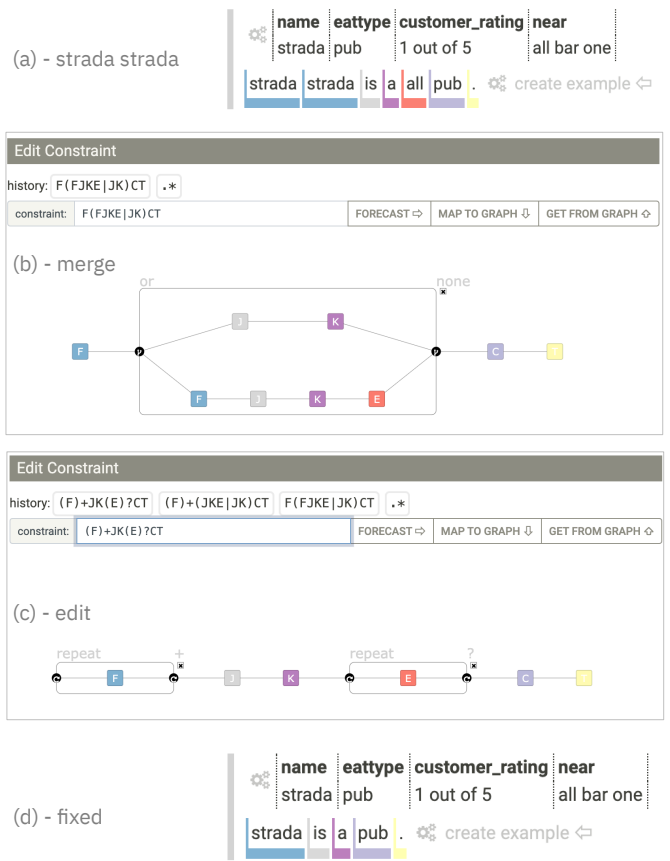 name eattype customer_rating near
(a) - strada strada
strada pub 1 out of 5 all bar one
strada strada is a all pub . create example
Edit Constraint
history: F(FJKE|JK)CT .*
constraint: F(FJKE|JK)CT FORECAST ⇨ MAP TO GRAPH ⇩ GET FROM GRAPH ⇧
(b) - merge
or none
J K
F C T
F J K E
Edit Constraint
history: (F)+JK(E)?CT (F)+(JKE|JK)CT F(FJKE|JK)CT .*
constraint: (F)+JK(E)?CT FORECAST ⇨ MAP TO GRAPH ⇩ GET FROM GRAPH ⇧
(c) - edit
repeat + repeat ?
F J K E C T
name eattype customer_rating near
strada pub 1 out of 5 all bar one
(d) - fixed
strada is a pub . create example